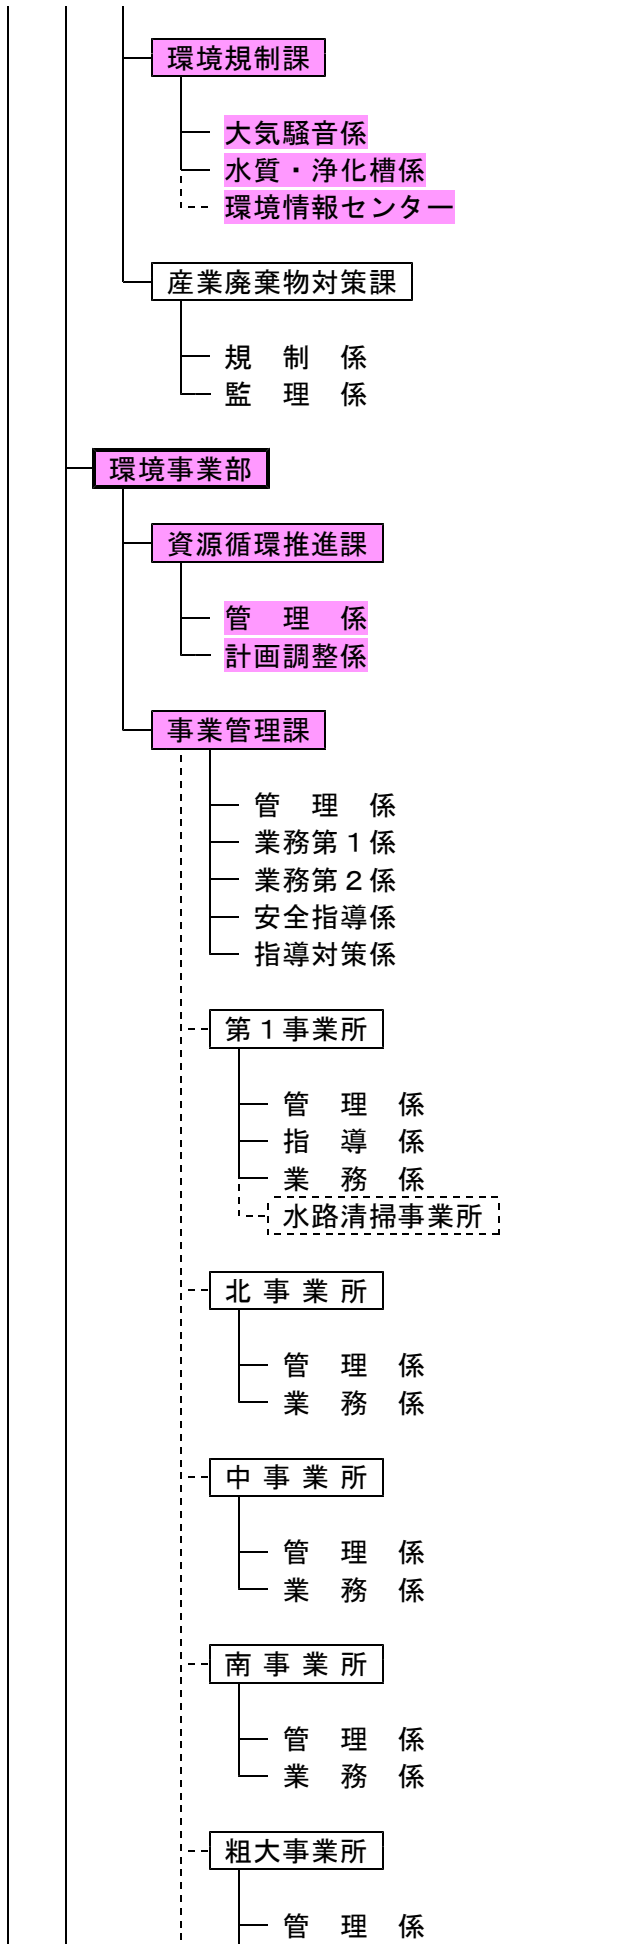 環境規制課
大気騒音係
水質・浄化槽係
環境情報センター
産業廃棄物対策課
規　制　係
監　理　係
環境事業部
資源循環推進課
管　理　係
計画調整係
事業管理課
管　理　係
業務第１係
業務第２係
安全指導係
指導対策係
第１事業所
管　理　係
指　導　係
業　務　係
水路清掃事業所
北 事 業 所
管　理　係
業　務　係
中 事 業 所
管　理　係
業　務　係
南 事 業 所
管　理　係
業　務　係
粗大事業所
管　理　係